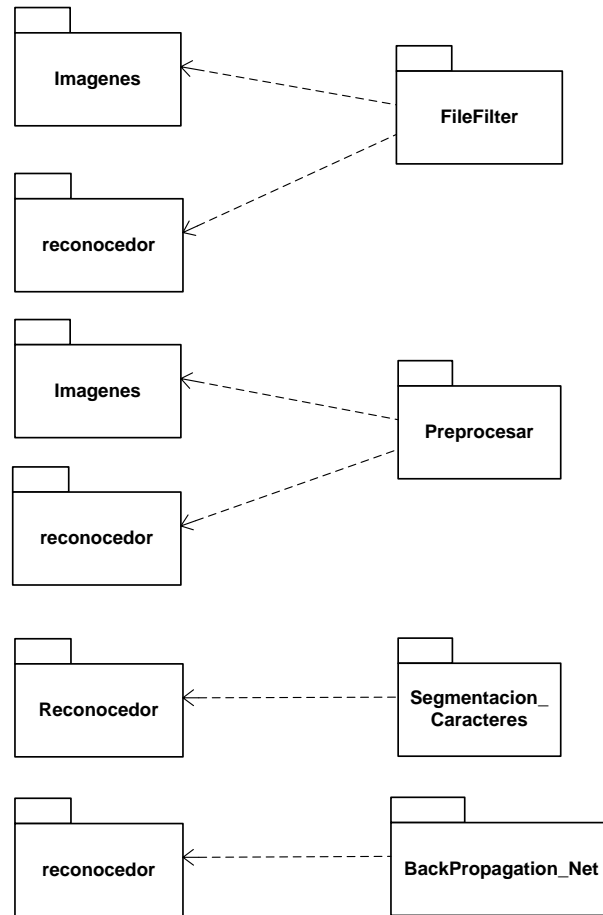 Imagenes
FileFilter
reconocedor
Imagenes
Preprocesar
reconocedor
Reconocedor
Segmentacion_
Caracteres
reconocedor
BackPropagation_Net